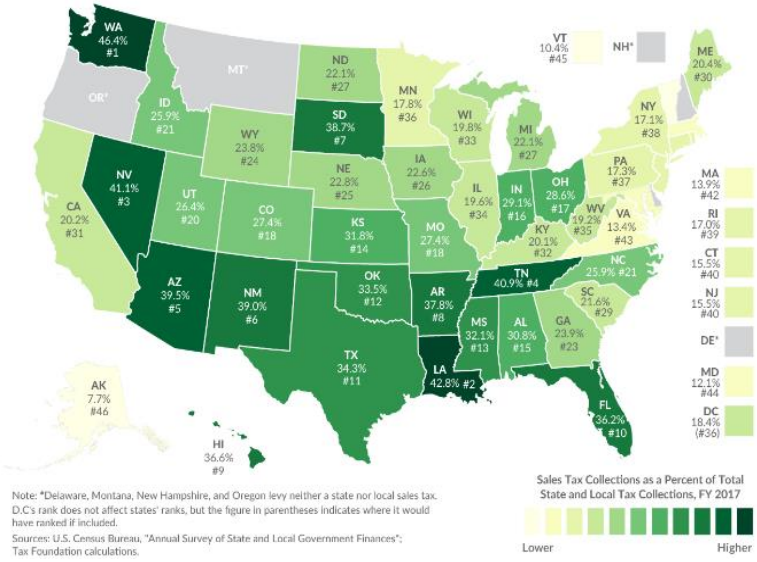 WA
46.4%
#1
MT*
OR*
ID
25.9%
#21
ND
22.1%
#27
MN
17.8%
#36
VT
10.4%
#45
NH*
ME
20.4%
#30
SD
38.7%
#7
WI
19.8%
#33
MI
22.1%
#27
NY
17.1%
#38
WY
23.8%
#24
NV
41.1%
#3
CA
20.2%
#31
UT
26.4%
#20
CO
27.4%
#18
NE
22.8%
#25
IA
22.6%
#26
IL
19.6%
#34
IN
29.1%
#16
OH
28.6%
#17
PA
17.3%
#37
MA
13.9%
#42
RI
17.0%
#39
CT
15.5%
#40
NJ
15.5%
#40
DE*
MD
12.1%
#44
DC
18.4%
(#36)
KS
31.8%
#14
MO
27.4%
#18
KY
20.1%
#32
WV
19.2%
#35
VA
13.4%
#43
AZ
39.5%
#5
NM
39.0%
#6
OK
33.5%
#12
AR
37.8%
#8
TN
40.9% #4
NC
25.9% #21
SC
21.6%
#29
TX
34.3%
#11
LA
42.8% #2
MS
32.1%
#13
AL
30.8%
#15
GA
23.9%
#23
FL
36.2%
#10
AK
7.7%
#46
HI
36.6%
#9
Note: *Delaware, Montana, New Hampshire, and Oregon levy neither a state nor local sales tax.
D.C's rank does not affect states' ranks, but the figure in parentheses indicates where it would
have ranked if included.
Sources: U.S. Census Bureau, "Annual Survey of State and Local Government Finances";
Tax Foundation calculations.
Sales Tax Collections as a Percent of Total
State and Local Tax Collections, FY 2017
Lower
Higher